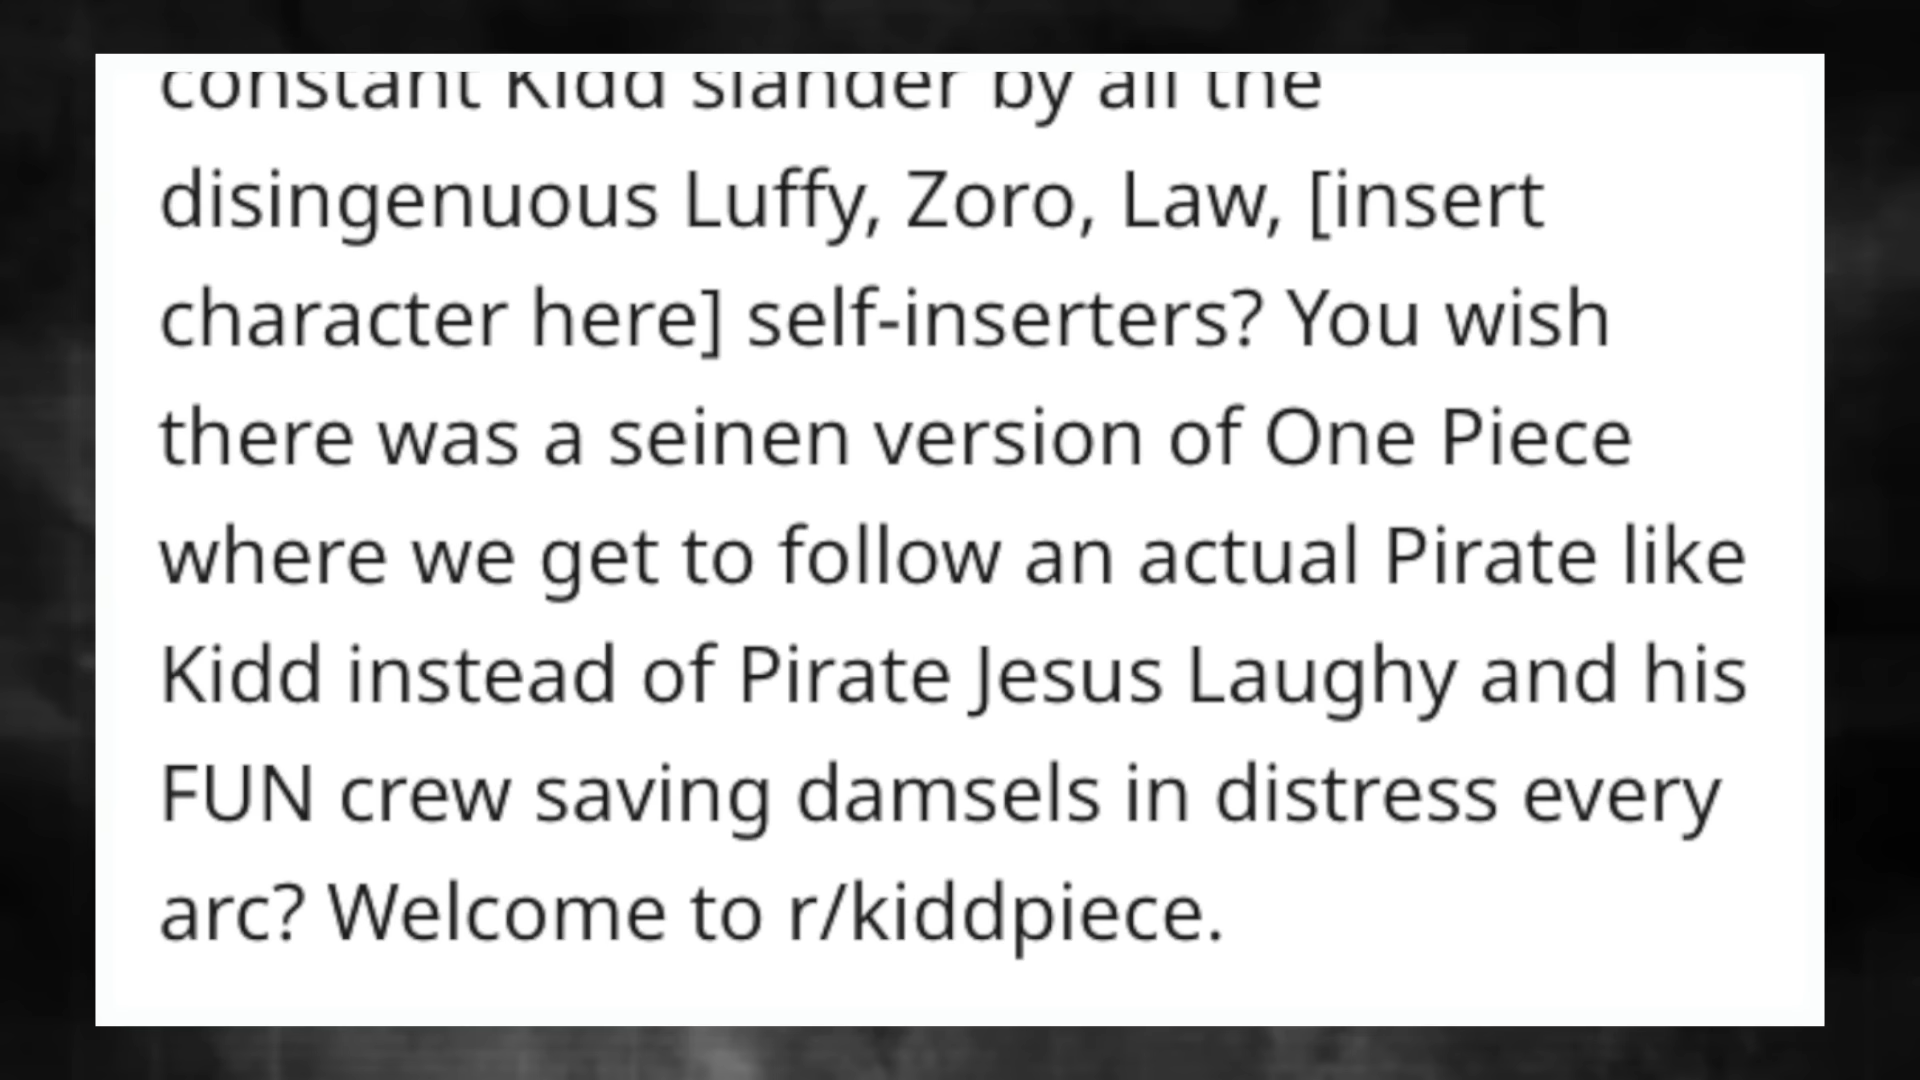 constant Kidd slander by all the
disingenuous Luffy, Zoro, Law, [insert
character here] self-inserters? You wish
there was a seinen version of One Piece
where we get to follow an actual Pirate like
Kidd instead of Pirate Jesus Laughy and his
FUN crew saving damsels in distress every
arc? Welcome to r/kiddpiece.